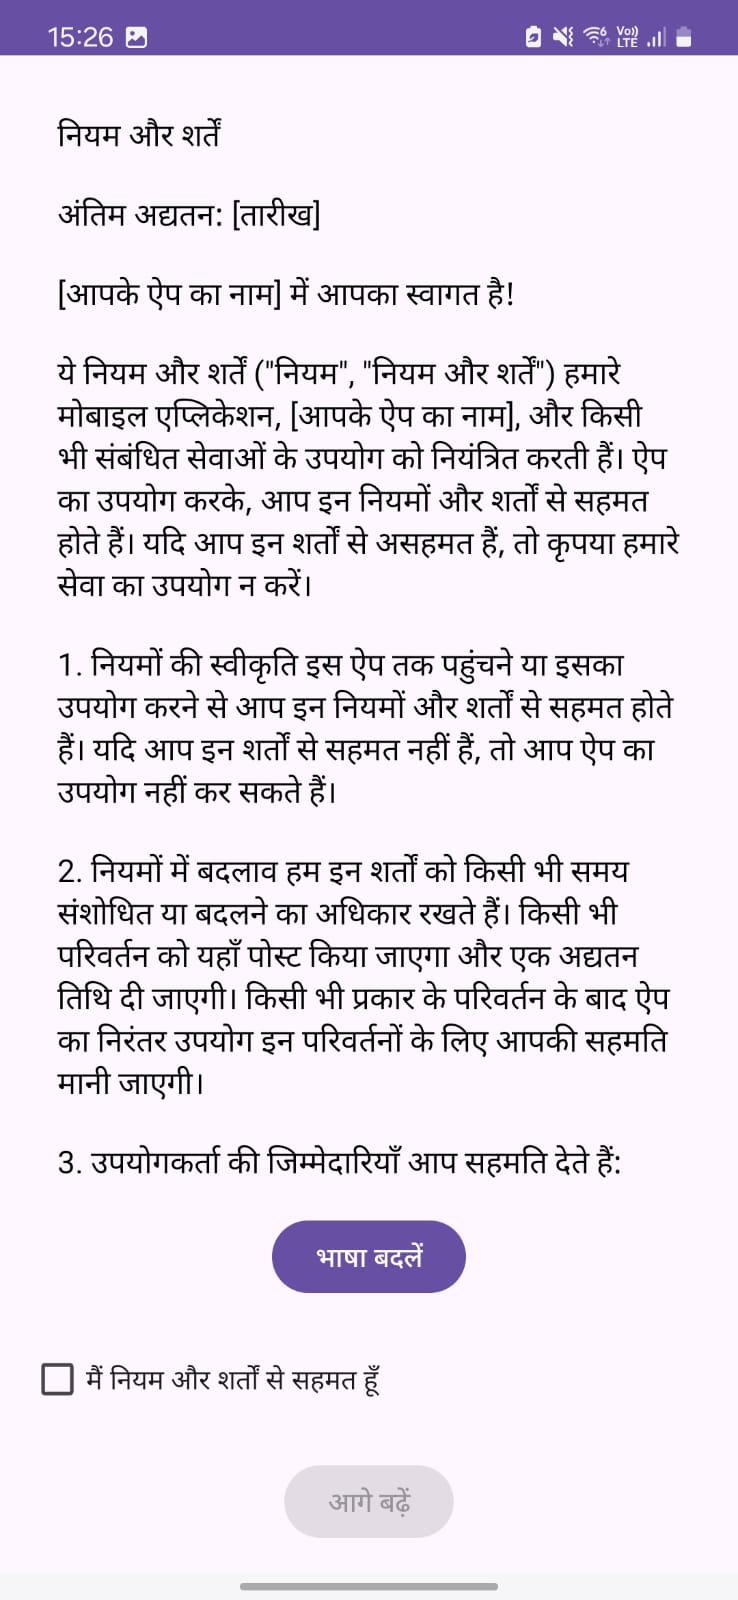 15:26
Vo)) LTE
नियम और शर्तें
अंतिम अद्यतन: [तारीख]
[आपके ऐप का नाम] में आपका स्वागत है!
ये नियम और शर्तें ("नियम", "नियम और शर्तें") हमारे
मोबाइल एप्लिकेशन, [आपके ऐप का नाम], और किसी
भी संबंधित सेवाओं के उपयोग को नियंत्रित करती हैं। ऐप
का उपयोग करके, आप इन नियमों और शर्तों से सहमत
होते हैं। यदि आप इन शर्तों से असहमत हैं, तो कृपया हमारे
सेवा का उपयोग न करें।
1. नियमों की स्वीकृति इस ऐप तक पहुंचने या इसका
उपयोग करने से आप इन नियमों और शर्तों से सहमत होते
हैं। यदि आप इन शर्तों से सहमत नहीं हैं, तो आप ऐप का
उपयोग नहीं कर सकते हैं।
2. नियमों में बदलाव हम इन शर्तों को किसी भी समय
संशोधित या बदलने का अधिकार रखते हैं। किसी भी
परिवर्तन को यहाँ पोस्ट किया जाएगा और एक अद्यतन
तिथि दी जाएगी। किसी भी प्रकार के परिवर्तन के बाद ऐप
का निरंतर उपयोग इन परिवर्तनों के लिए आपकी सहमति
मानी जाएगी।
3. उपयोगकर्ता की जिम्मेदारियाँ आप सहमति देते हैं:
भाषा बदलें
मैं नियम और शर्तों से सहमत हूँ
आगे बढ़ें